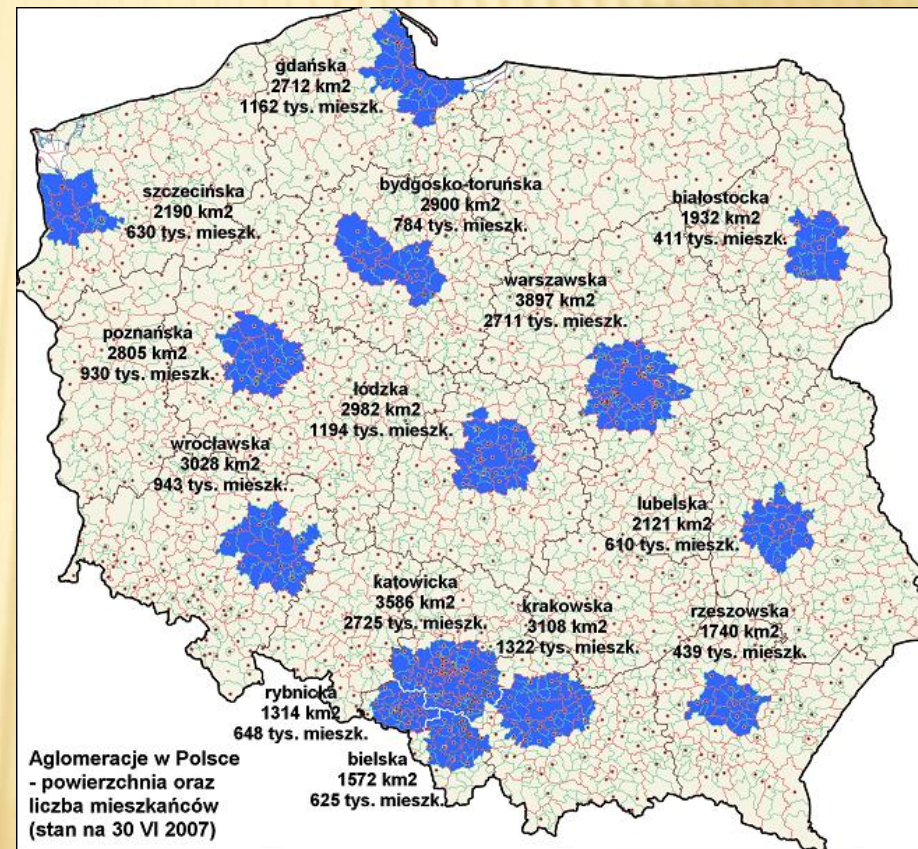 gdańska
2712 km2
1162 tys. mieszk.
szczecińska
2190 km2
630 tys. mieszk.
bydgosko-toruńska
2900 km2
784 tys. mieszk.
białostocka
1932 km2
411 tys. mieszk.
warszawska
3897 km2
2711 tys. mieszk.
poznańska
2805 km2
930 tys. mieszk.
łódzka
2982 km2
1194 tys. mieszk.
wrocławska
3028 km2
943 tys. mieszk.
lubelska
2121 km2
610 tys. mieszk.
katowicka
3586 km2
2725 tys. mieszk.
krakowska
3108 km2
1322 tys. mieszk.
rzeszowska
1740 km2
439 tys. mieszk.
rybnicka
1314 km2
648 tys. mieszk.
bielska
1572 km2
625 tys. mieszk.
Aglomeracje w Polsce
- powierzchnia oraz
liczba mieszkańców
(stan na 30 VI 2007)